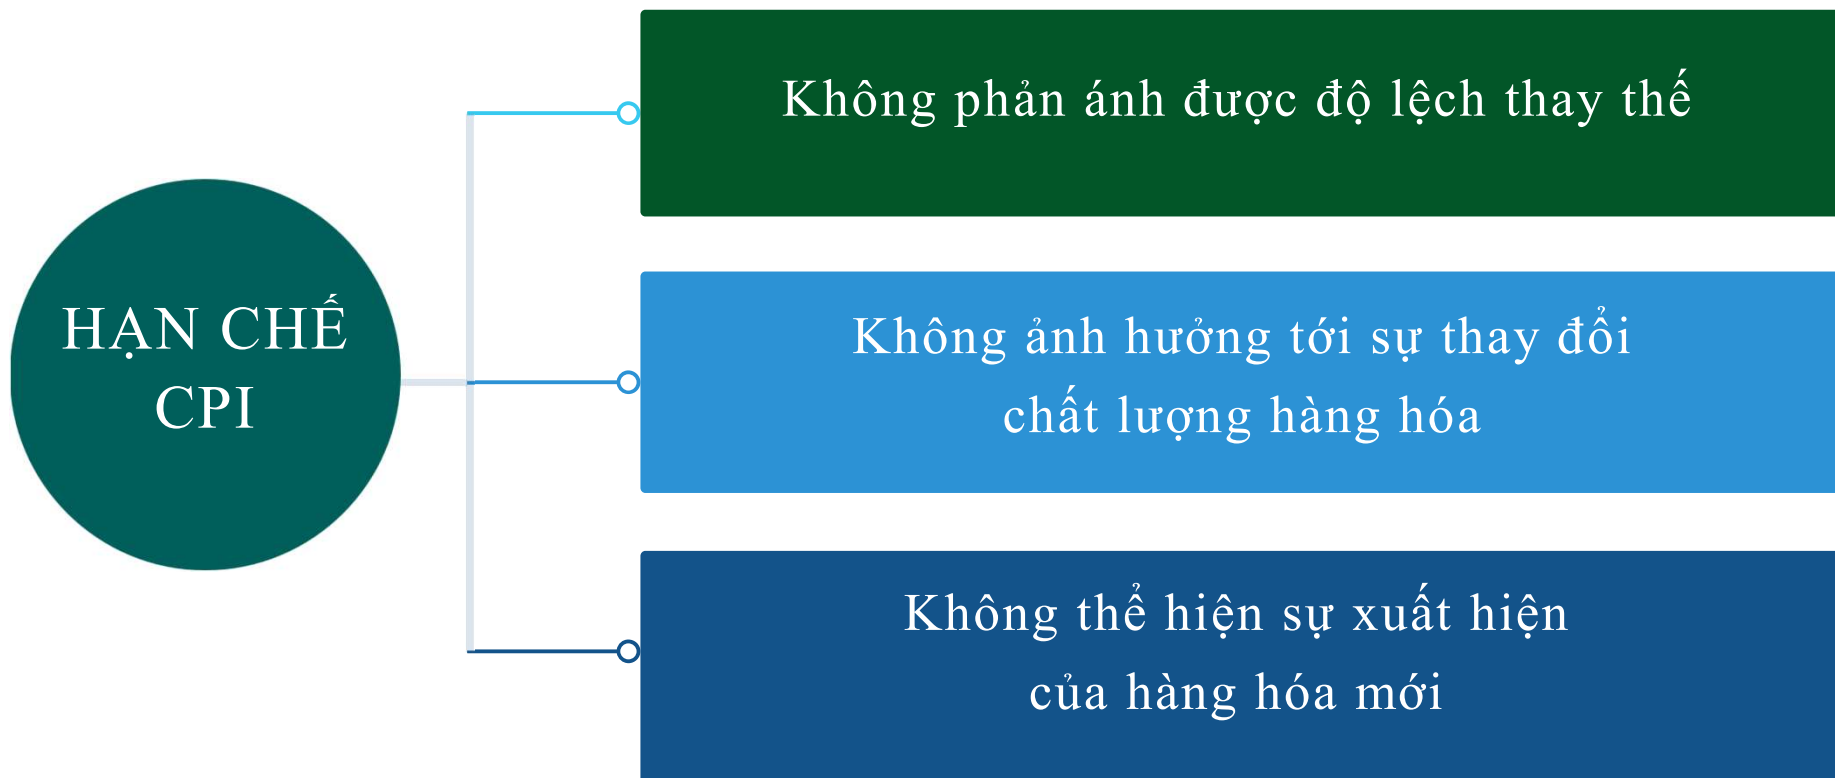 HẠN CHẾ
CPI
Không phản ánh được độ lệch thay thế
Không ảnh hưởng tới sự thay đổi
chất lượng hàng hóa
Không thể hiện sự xuất hiện
của hàng hóa mới